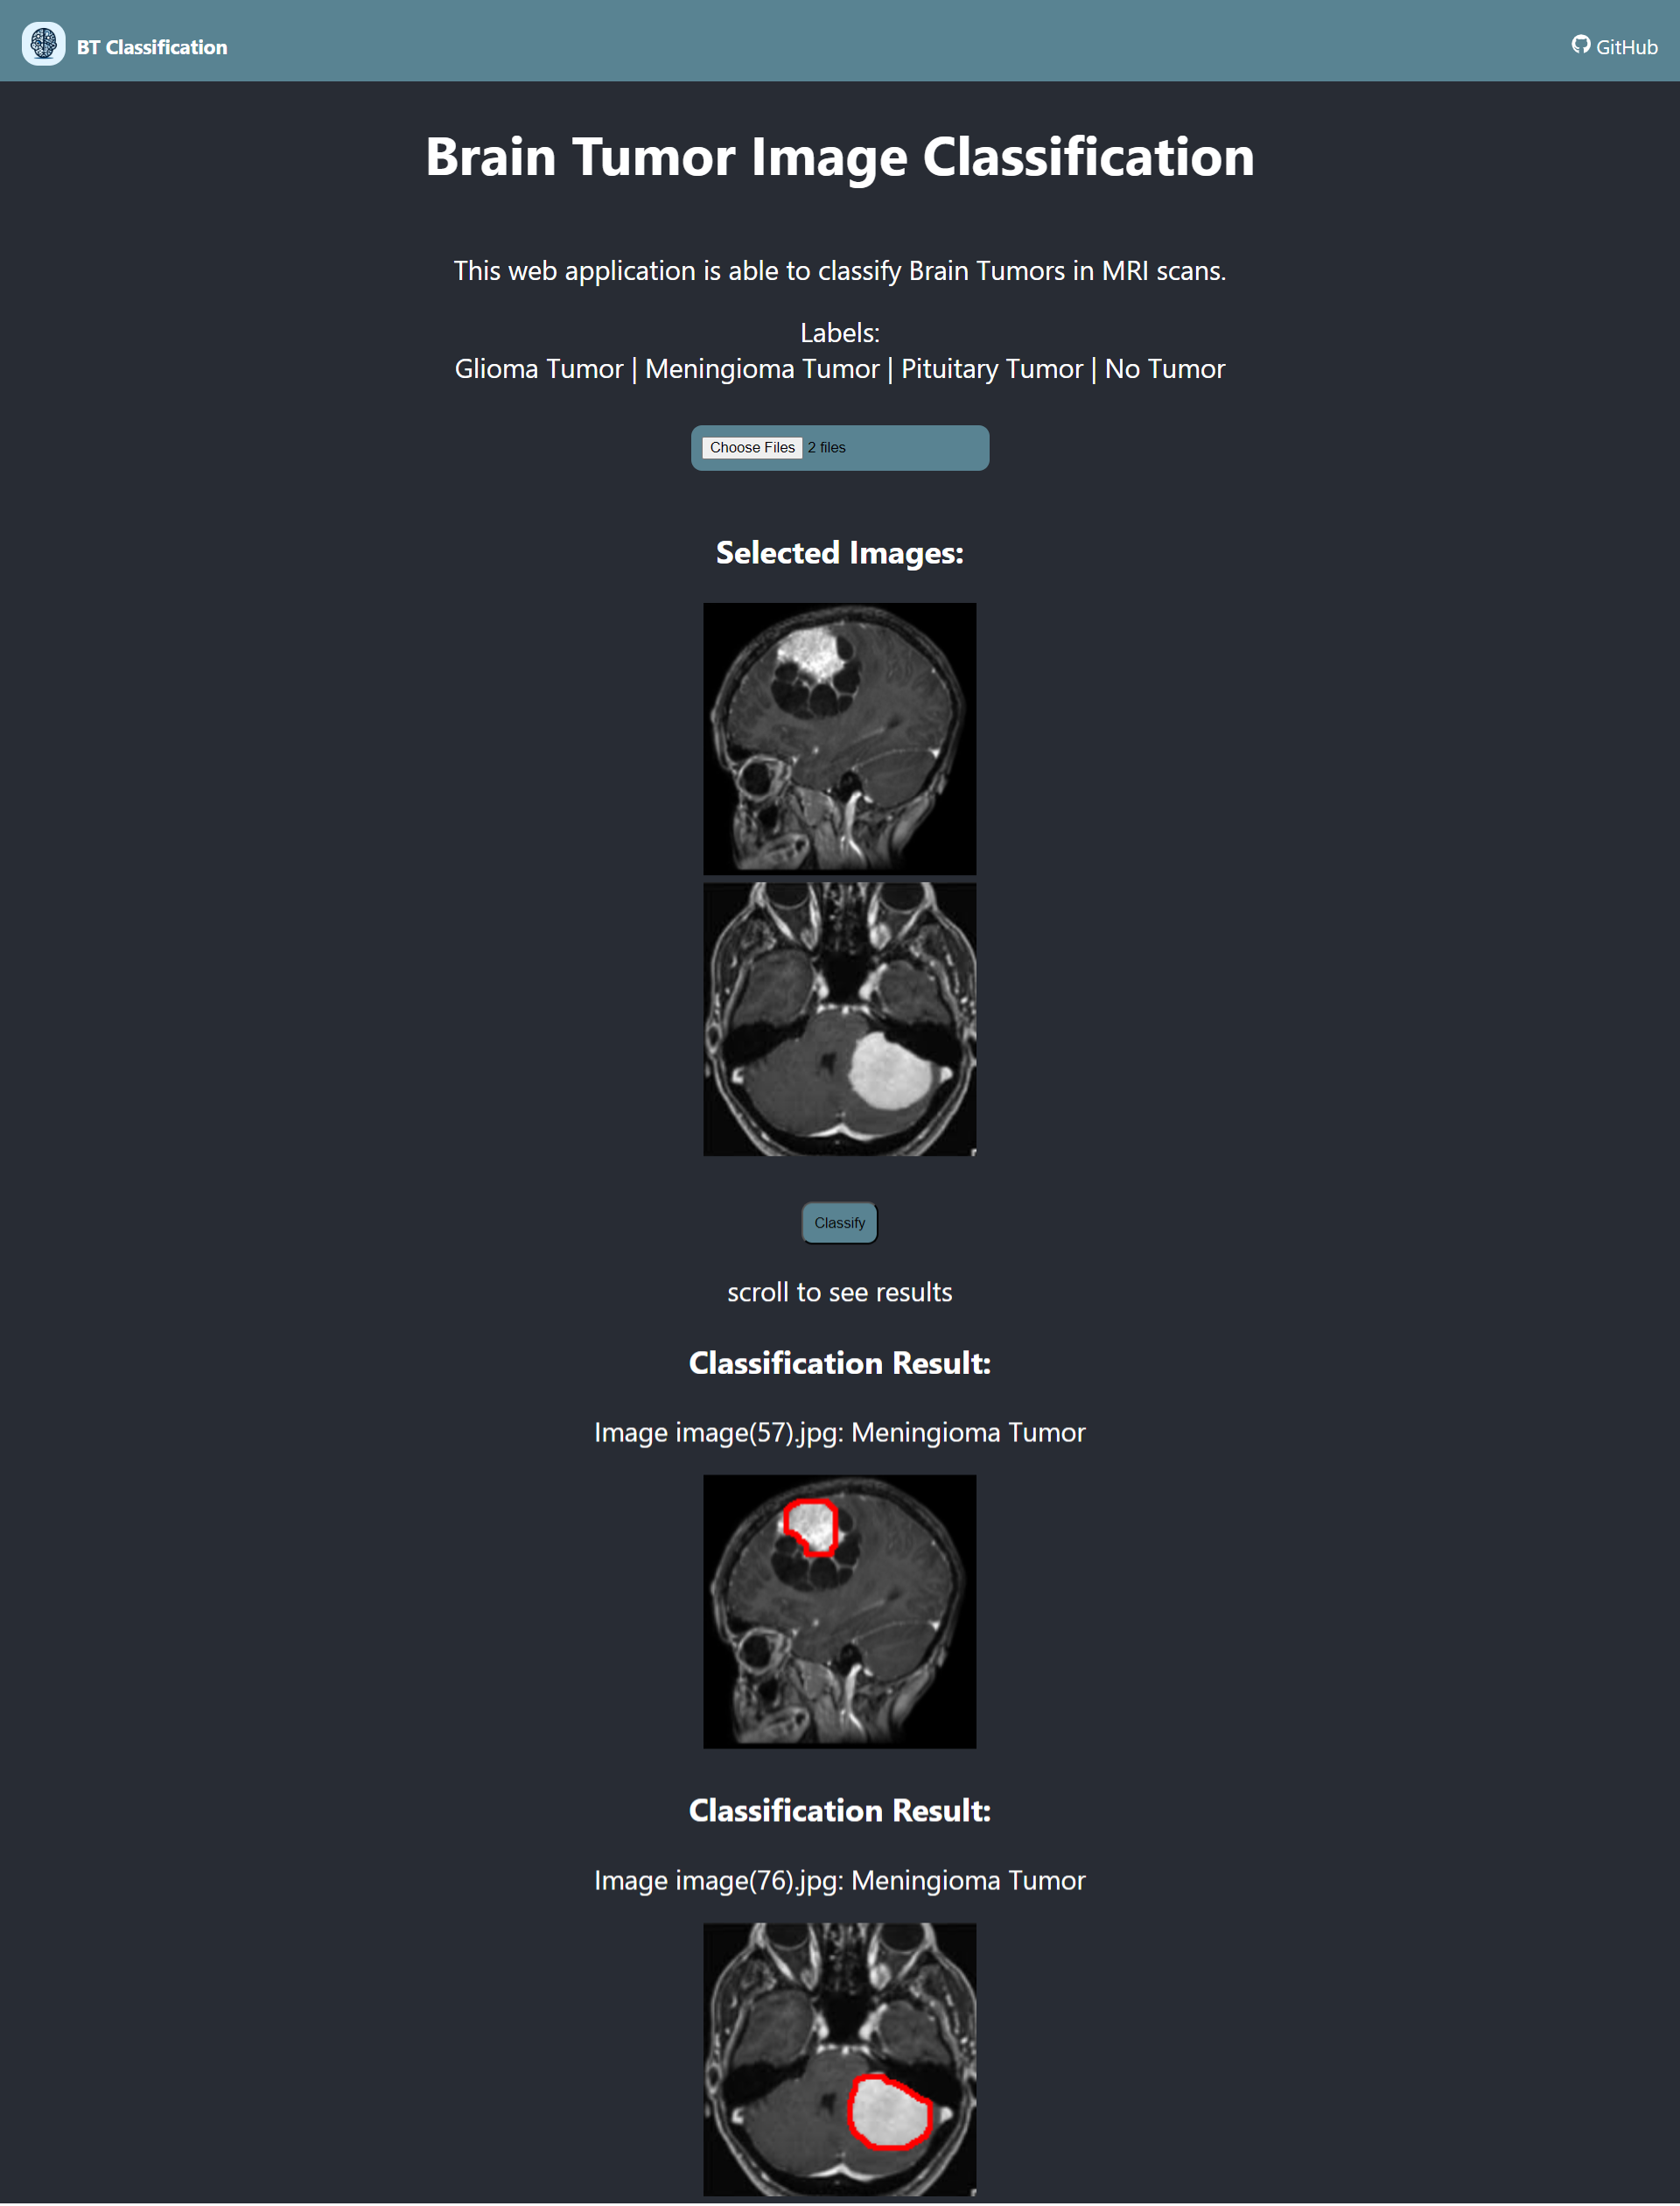 BT Classification
GitHub
Brain Tumor Image Classification
This web application is able to classify Brain Tumors in MRI scans.
Labels:
Glioma Tumor | Meningioma Tumor | Pituitary Tumor | No Tumor
Choose Files 2 files
Selected Images:
Classify
scroll to see results
Classification Result:
Image image(57).jpg: Meningioma Tumor
Classification Result:
Image image(76).jpg: Meningioma Tumor